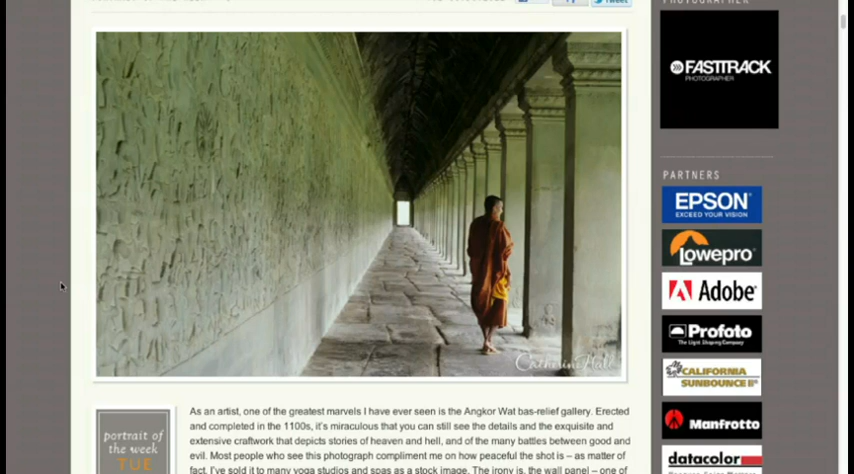 PHOTOGRAPHER
Tweet
FASTTRACK
PHOTOGRAPHER
PARTNERS
EPSON
EXCEED YOUR VISION
Lowepro
Adobe
Profoto
The Light Shaping Company
CALIFORNIA
SUNBOUNCE II
Manfrotto
datacolor
Catherine Hall
portrait of
the week
TUE
As an artist, one of the greatest marvels I have ever seen is the Angkor Wat bas-relief gallery. Erected
and completed in the 1100s, it's miraculous that you can still see the details and the exquisite and
extensive craftwork that depicts stories of heaven and hell, and of the many battles between good and
evil. Most people who see this photograph compliment me on how peaceful the shot is – as matter of
fact, I've sold it to many yoga studios and spas as a stock image. The irony is, the wall panel – one of